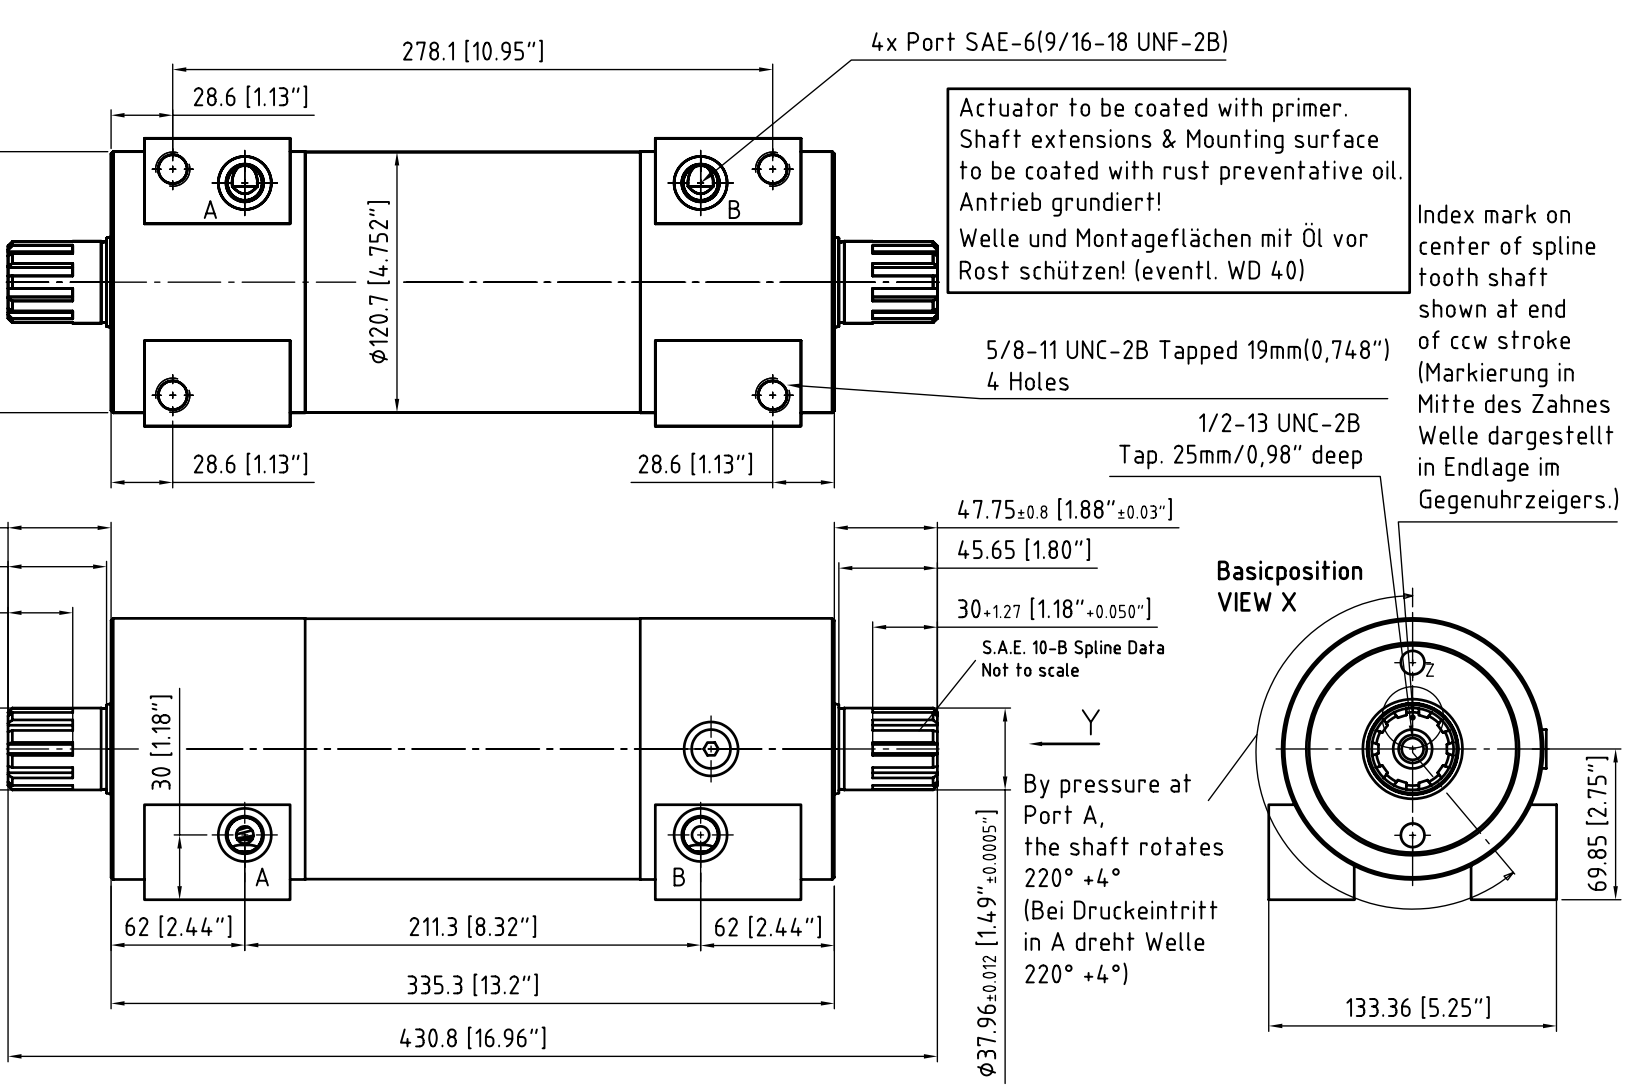 278.1 [10.95"]
28.6 [1.13"]
4x Port SAE-6(9/16-18 UNF-2B)
Actuator to be coated with primer.
Shaft extensions & Mounting surface
to be coated with rust preventative oil.
Antrieb grundiert!
Welle und Montageflächen mit Öl vor
Rost schützen! (eventl. WD 40)
A
B
ϕ120.7 [4.752"]
Index mark on
center of spline
tooth shaft
shown at end
of ccw stroke
(Markierung in
Mitte des Zahnes
Welle dargestellt
in Endlage im
Gegenuhrzeigers.)
5/8-11 UNC-2B Tapped 19mm(0,748")
4 Holes
1/2-13 UNC-2B
Tap. 25mm/0,98" deep
28.6 [1.13"]
28.6 [1.13"]
47.75±0.8 [1.88"±0.03"]
45.65 [1.80"]
30+1.27 [1.18"+0.050"]
S.A.E. 10-B Spline Data
Not to scale
Basicposition
VIEW X
Z
Y
30 [1.18"]
A
B
By pressure at
Port A,
the shaft rotates
220° +4°
(Bei Druckeintritt
in A dreht Welle
220° +4°)
ϕ37.96±0.012 [1.49"±0.0005"]
69.85 [2.75"]
62 [2.44"]
211.3 [8.32"]
62 [2.44"]
335.3 [13.2"]
430.8 [16.96"]
133.36 [5.25"]